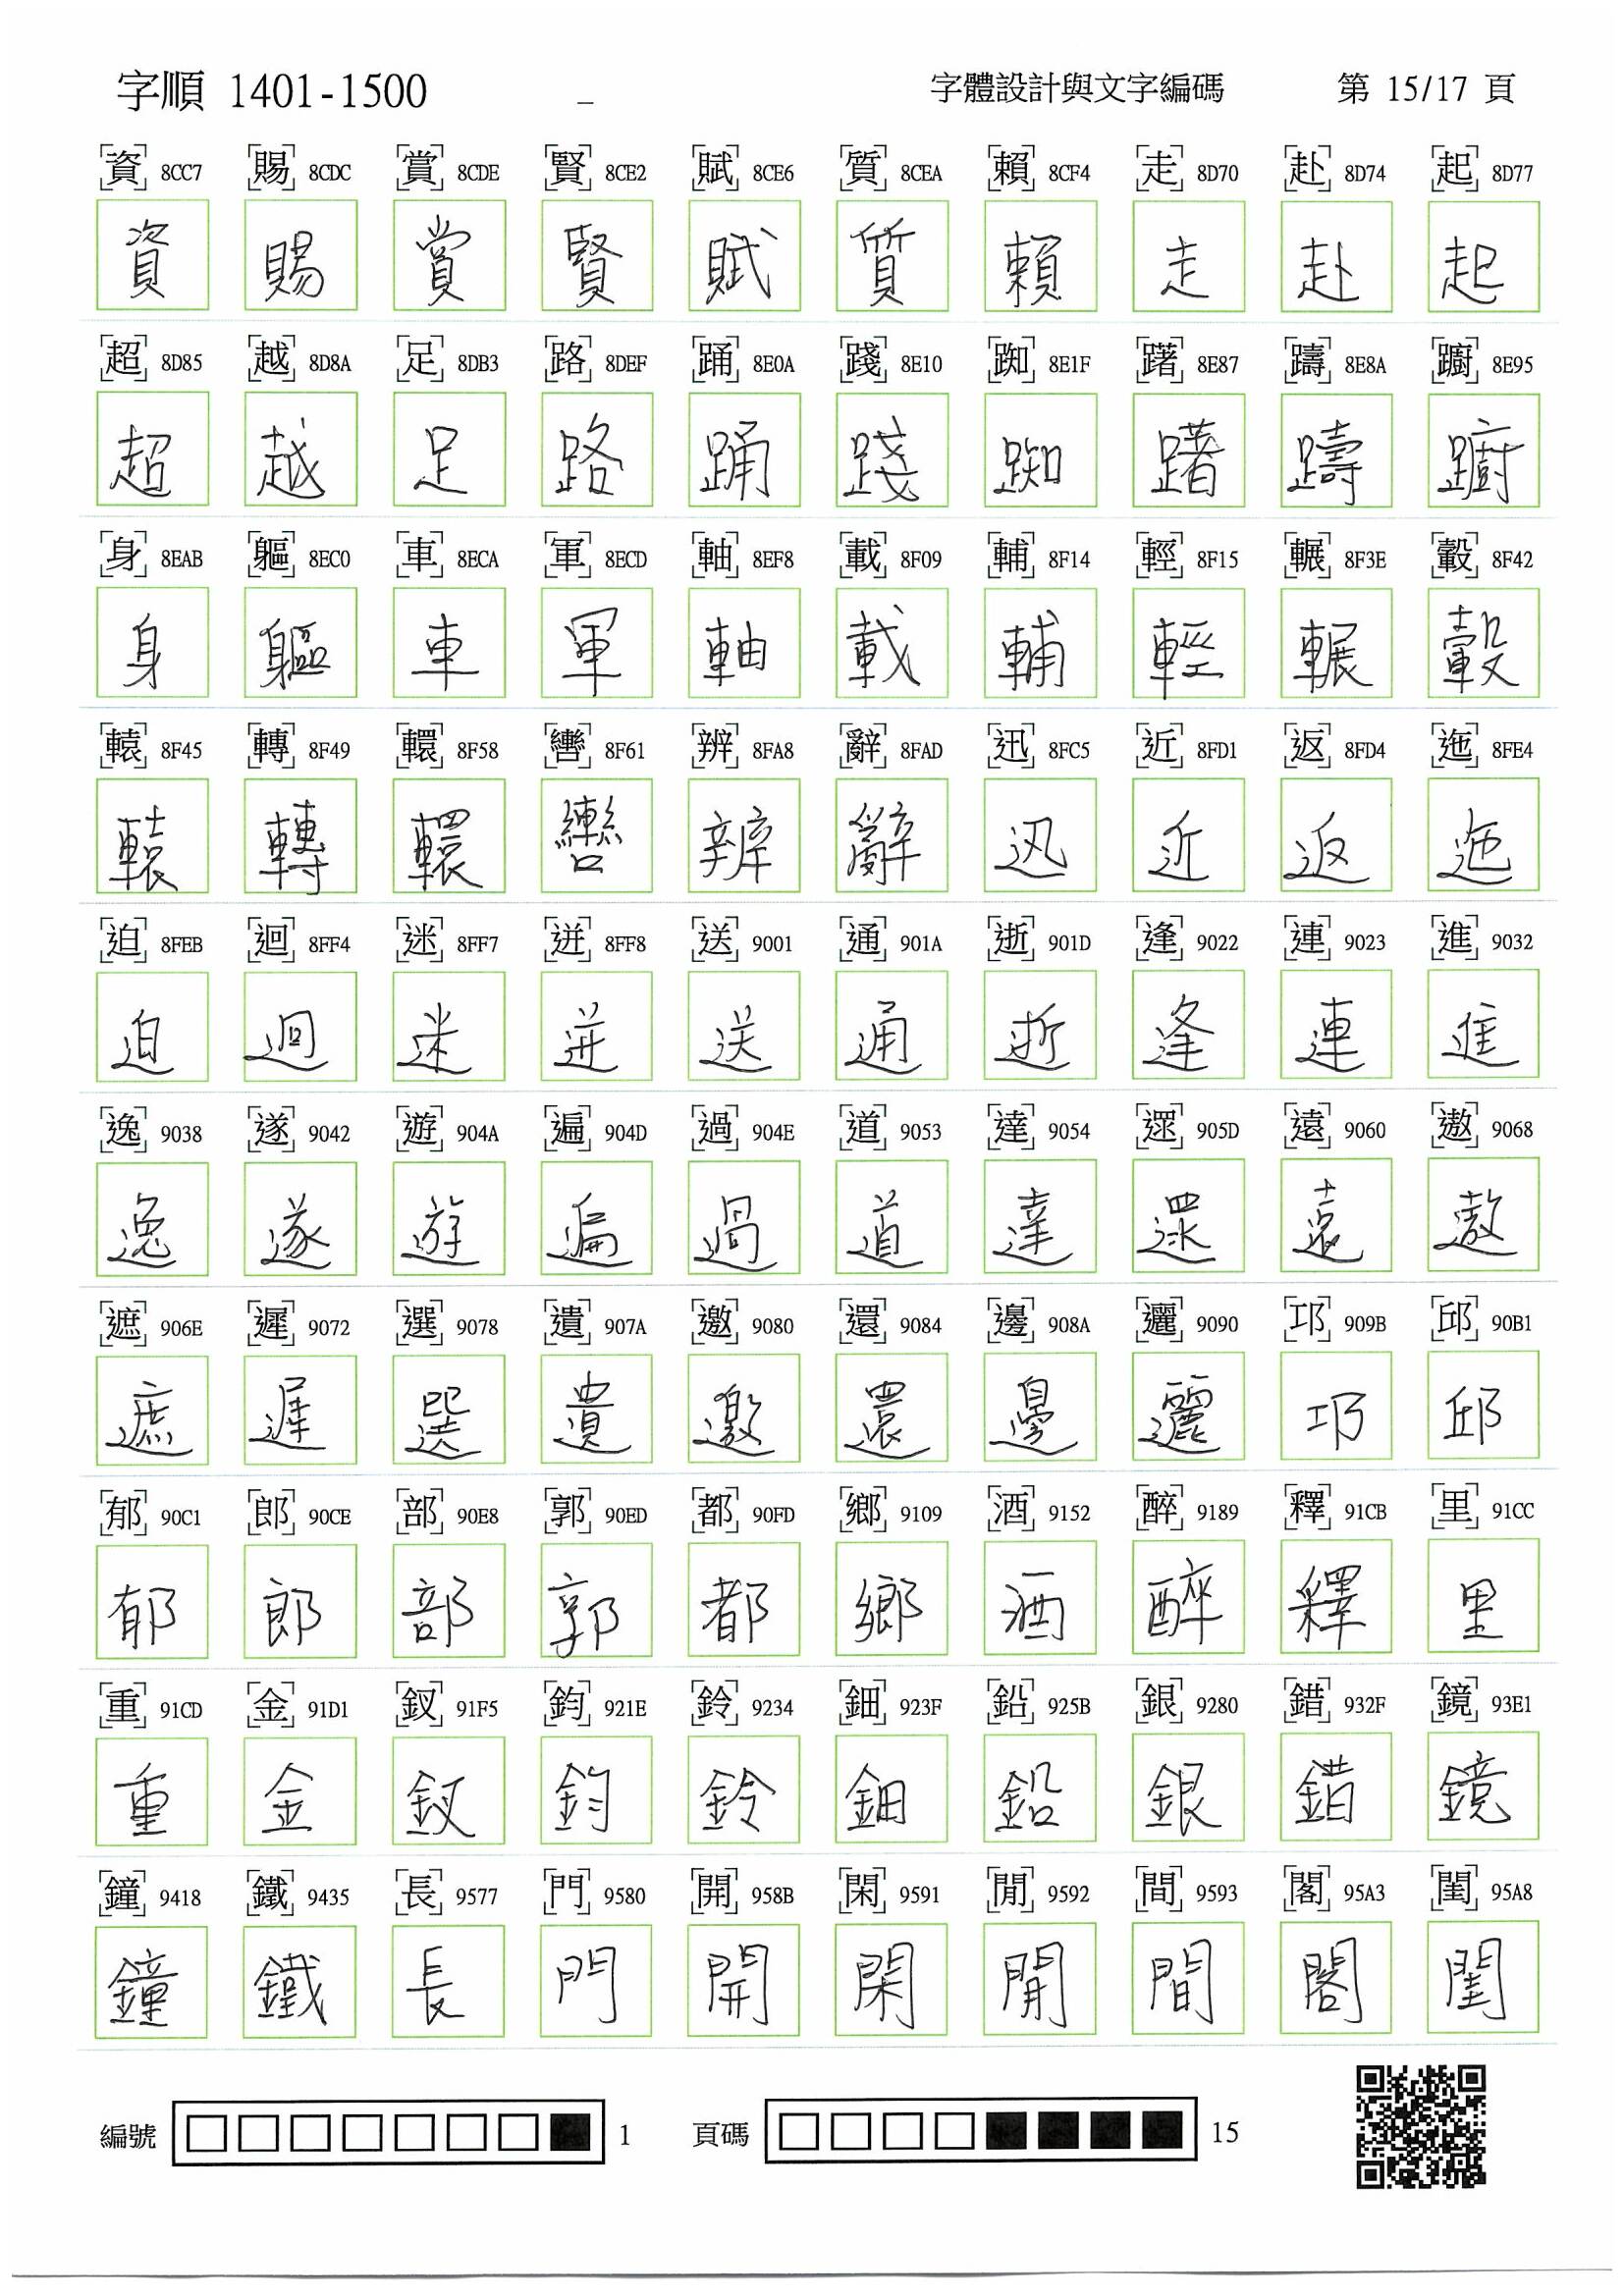 字順 1401-1500 _ 字體設計與文字編碼 第 15/17 頁
資 8CC7 賜 8CDC 賞 8CDE 賢 8CE2 賦 8CE6 質 8CEA 賴 8CF4 走 8D70 赴 8D74 起 8D77
資 賜 賞 賢 賦 質 賴 走 赴 起
超 8D85 越 8D8A 足 8DB3 路 8DEF 踊 8E0A 踐 8E10 踟 8E1F 躇 8E87 躊 8E8A 躕 8E95
超 越 足 路 踊 踐 踟 躇 躊 躕
身 8EAB 軀 8EC0 車 8ECA 軍 8ECD 軸 8EF8 載 8F09 輔 8F14 輕 8F15 輾 8F3E 轂 8F42
身 軀 車 軍 軸 載 輔 輕 輾 轂
轅 8F45 轉 8F49 轘 8F58 轡 8F61 辨 8FA8 辭 8FAD 迅 8FC5 近 8FD1 返 8FD4 迤 8FE4
轅 轉 轘 轡 辨 辭 迅 近 返 迤
迫 8FEB 迴 8FF4 迷 8FF7 迸 8FF8 送 9001 通 901A 逝 901D 逢 9022 連 9023 進 9032
迫 迴 迷 迸 送 通 逝 逢 連 進
逸 9038 遂 9042 遊 904A 遍 904D 過 904E 道 9053 達 9054 遝 905D 遠 9060 遨 9068
逸 遂 遊 遍 過 道 達 遝 遠 遨
遮 906E 遲 9072 選 9078 遺 907A 邀 9080 還 9084 邊 908A 邐 9090 邛 909B 邱 90B1
遮 遲 選 遺 邀 還 邊 邐 邛 邱
郁 90C1 郎 90CE 部 90E8 郭 90ED 都 90FD 鄉 9109 酒 9152 醉 9189 釋 91CB 里 91CC
郁 郎 部 郭 都 鄉 酒 醉 釋 里
重 91CD 金 91D1 釵 91F5 鈞 921E 鈴 9234 鈿 923F 鉛 925B 銀 9280 錯 932F 鏡 93E1
重 金 釵 鈞 鈴 鈿 鉛 銀 錯 鏡
鐘 9418 鐵 9435 長 9577 門 9580 開 958B 閑 9591 閒 9592 間 9593 閣 95A3 閨 95A8
鐘 鐵 長 門 開 閑 閒 間 閣 閨
編號 1 頁碼 15